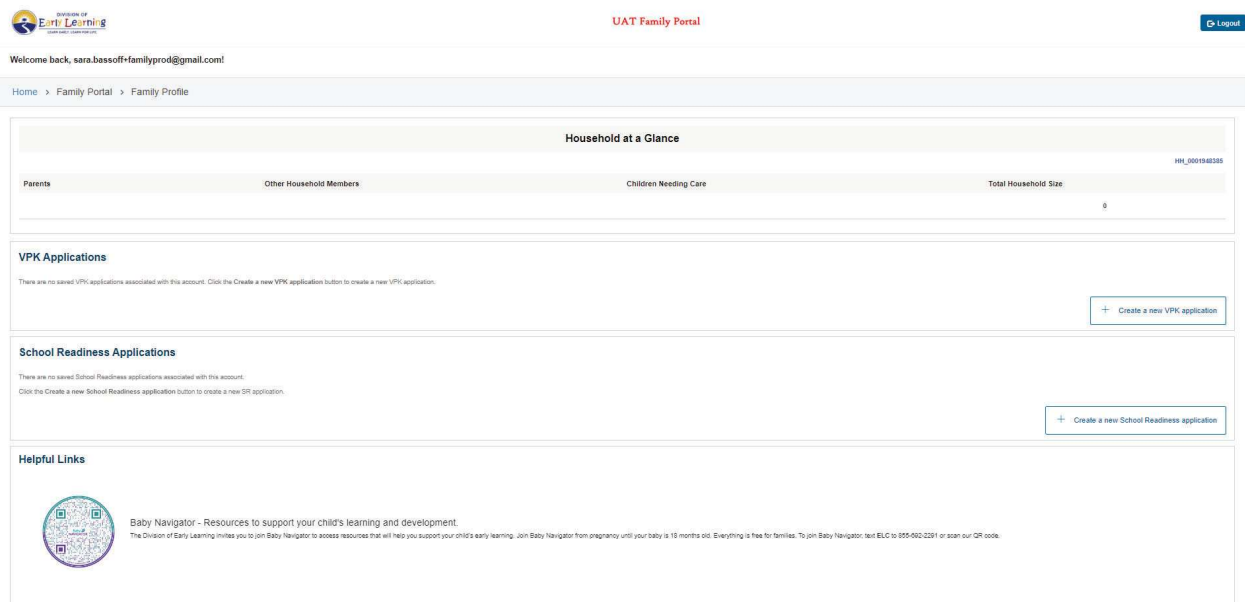 DIVISION OF
Early Learning
LEARN EARLY. LEARN FOR LIFE.
UAT Family Portal
Logout
Welcome back, sara.bassoff+familyprod@gmail.com!
Home > Family Portal > Family Profile
Household at a Glance
HH_0001948385
Parents Other Household Members Children Needing Care Total Household Size
0
VPK Applications
There are no saved VPK applications associated with this account. Click the Create a new VPK application button to create a new VPK application.
+ Create a new VPK application
School Readiness Applications
There are no saved School Readiness applications associated with this account.
Click the Create a new School Readiness application button to create a new SR application.
+ Create a new School Readiness application
Helpful Links
Baby Navigator - Resources to support your child's learning and development.
The Division of Early Learning invites you to join Baby Navigator to access resources that will help you support your child's early learning. Join Baby Navigator from pregnancy until your baby is 18 months old. Everything is free for families. To join Baby Navigator, text ELC to 855-692-2291 or scan our QR code.